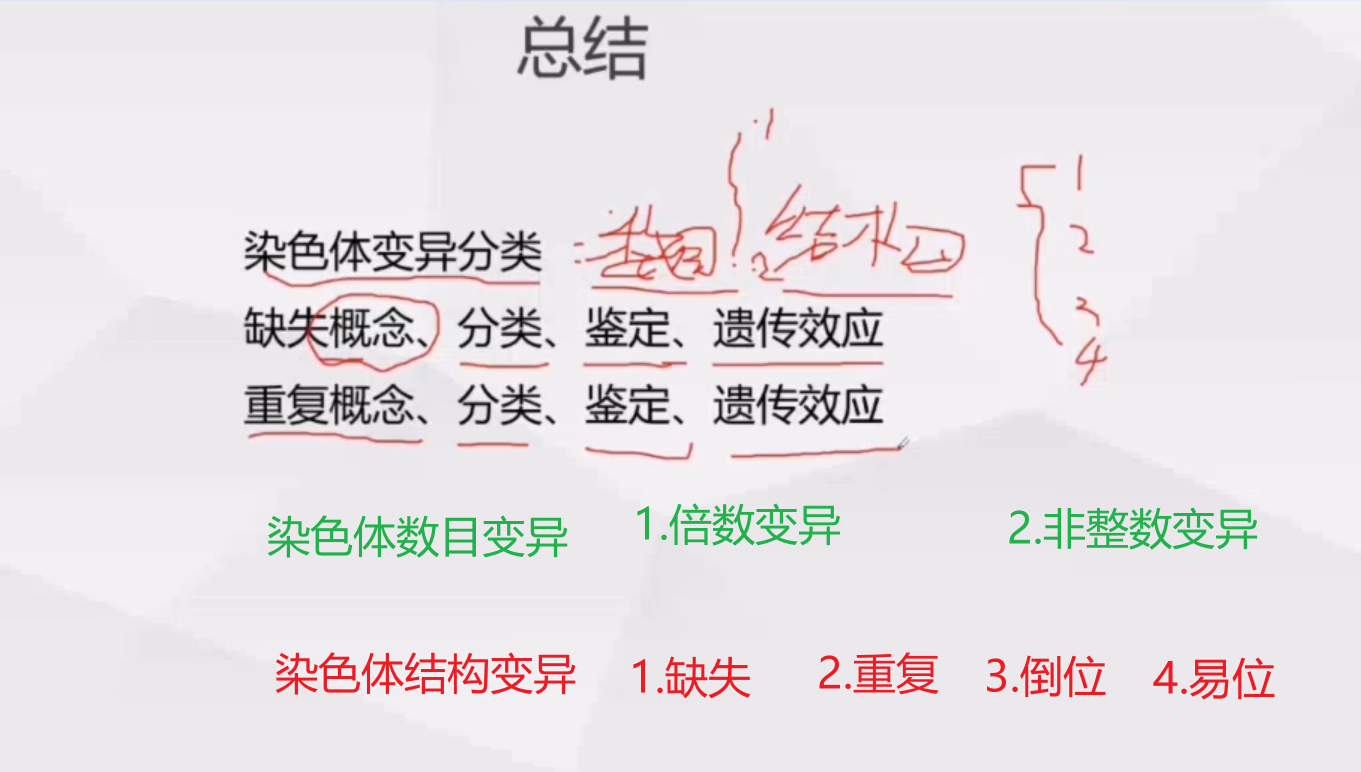 总结
·1
染色体变异分类：数目 2 结构
缺失概念、分类、鉴定、遗传效应
重复概念、分类、鉴定、遗传效应
1
2
3
4
染色体数目变异 1.倍数变异 2.非整数变异
染色体结构变异 1.缺失 2.重复 3.倒位 4.易位